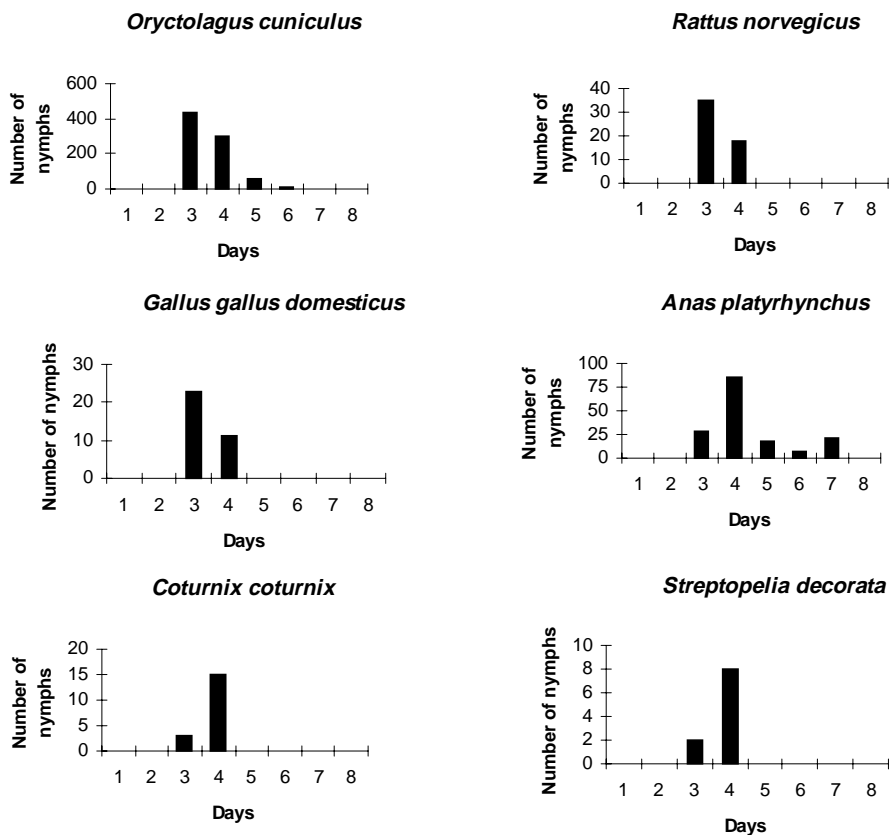 Oryctolagus cuniculus
Number of
nymphs
600
400
200
0
1 2 3 4 5 6 7 8
Days
Rattus norvegicus
Number of
nymphs
40
30
20
10
0
1 2 3 4 5 6 7 8
Days
Gallus gallus domesticus
Number of nymphs
30
20
10
0
1 2 3 4 5 6 7 8
Days
Anas platyrhynchus
Number of
nymphs
100
75
50
25
0
1 2 3 4 5 6 7 8
Days
Coturnix coturnix
Number of
nymphs
20
15
10
5
0
1 2 3 4 5 6 7 8
Days
Streptopelia decorata
Number of nymphs
10
8
6
4
2
0
1 2 3 4 5 6 7 8
Days